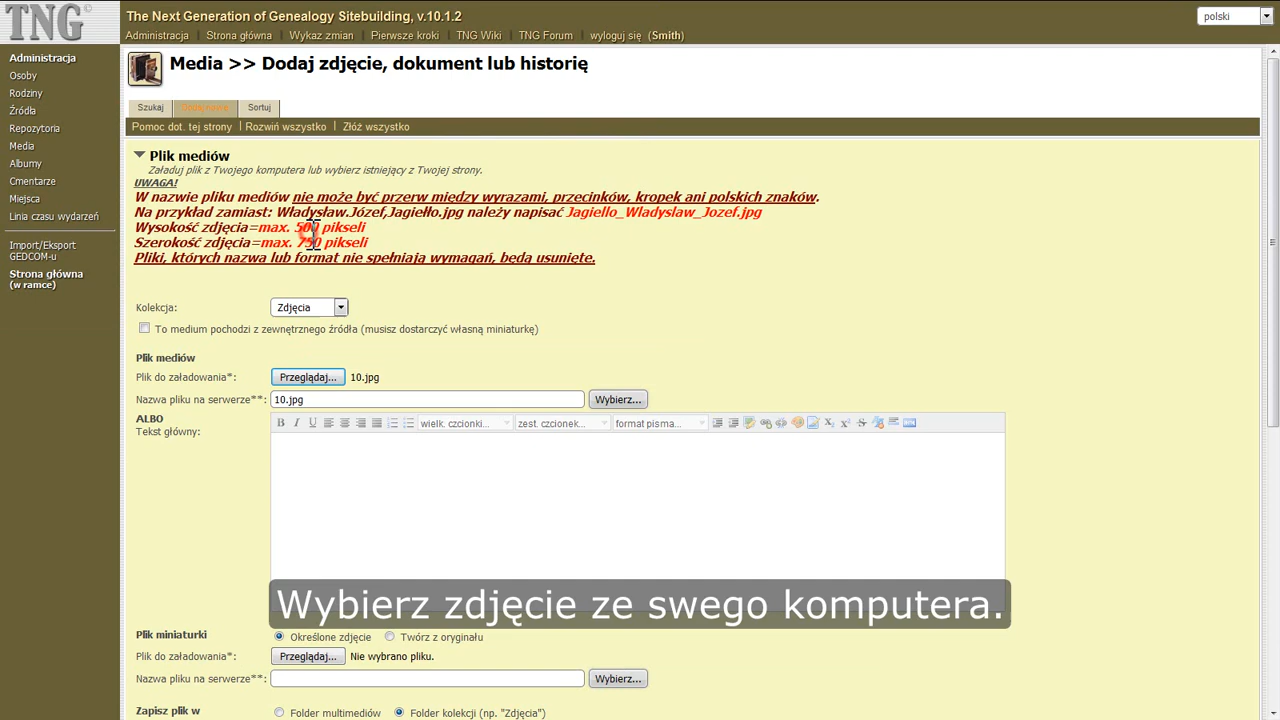 TNG©
The Next Generation of Genealogy Sitebuilding, v.10.1.2
polski
Administracja Strona główna Wykaz zmian Pierwsze kroki TNG Wiki TNG Forum wyloguj się (Smith)
Administracja
Osoby
Rodziny
Źródła
Repozytoria
Media
Albumy
Cmentarze
Miejsca
Linia czasu wydarzeń
Import/Eksport
GEDCOM-u
Strona główna
(w ramce)
Media >> Dodaj zdjęcie, dokument lub historię
Szukaj Dodaj nowe Sortuj
Pomoc dot. tej strony | Rozwiń wszystko | Złóż wszystko
Plik mediów
Załaduj plik z Twojego komputera lub wybierz istniejący z Twojej strony.
UWAGA!
W nazwie pliku mediów nie może być przerw między wyrazami, przecinków, kropek ani polskich znaków.
Na przykład zamiast: Władysław.Józef,Jagiełło.jpg należy napisać Jagiello_Wladyslaw_Jozef.jpg
Wysokość zdjęcia=max. 500 pikseli
Szerokość zdjęcia=max. 750 pikseli
Pliki, których nazwa lub format nie spełniają wymagań, będą usunięte.
Kolekcja: Zdjęcia
To medium pochodzi z zewnętrznego źródła (musisz dostarczyć własną miniaturkę)
Plik mediów
Plik do załadowania*: Przeglądaj... 10.jpg
Nazwa pliku na serwerze**: 10.jpg Wybierz...
ALBO
Tekst główny:
B I U wielk. czcionki... zest. czcionek... format pisma...
Wybierz zdjęcie ze swego komputera.
Plik miniaturki Określone zdjęcie Twórz z oryginału
Plik do załadowania*: Przeglądaj... Nie wybrano pliku.
Nazwa pliku na serwerze**: Wybierz...
Zapisz plik w Folder multimediów Folder kolekcji (np. "Zdjęcia")